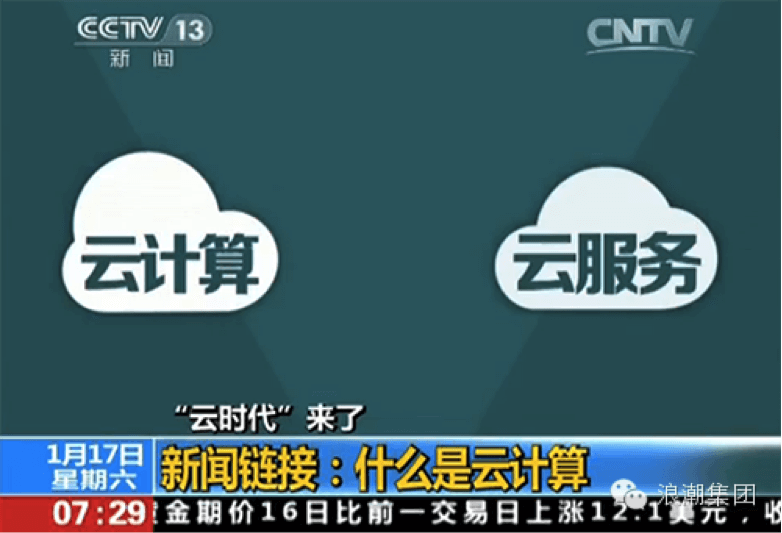 CCTV 13
新闻
CNTV
云计算
云服务
“云时代”来了
1月17日
星期六
新闻链接：什么是云计算
浪潮集团
07:29
金期价16日比前一交易日上涨12.1美元，收